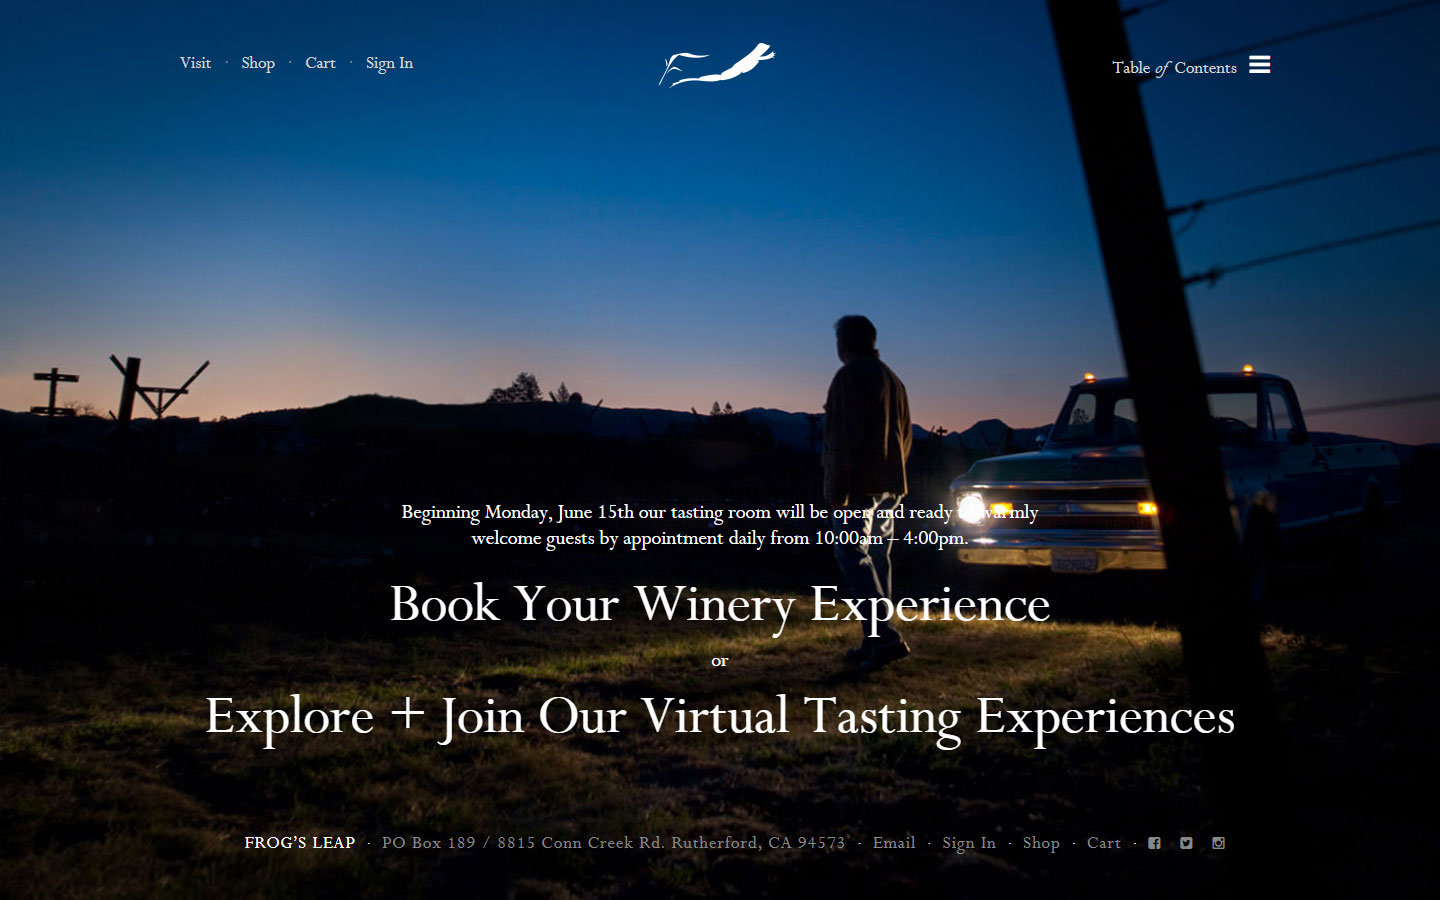 Visit · Shop · Cart · Sign In
Table of Contents
Beginning Monday, June 15th our tasting room will be open and ready to warmly
welcome guests by appointment daily from 10:00am – 4:00pm.
Book Your Winery Experience
or
Explore + Join Our Virtual Tasting Experiences
FROG'S LEAP · PO Box 189 / 8815 Conn Creek Rd. Rutherford, CA 94573 · Email · Sign In · Shop · Cart ·